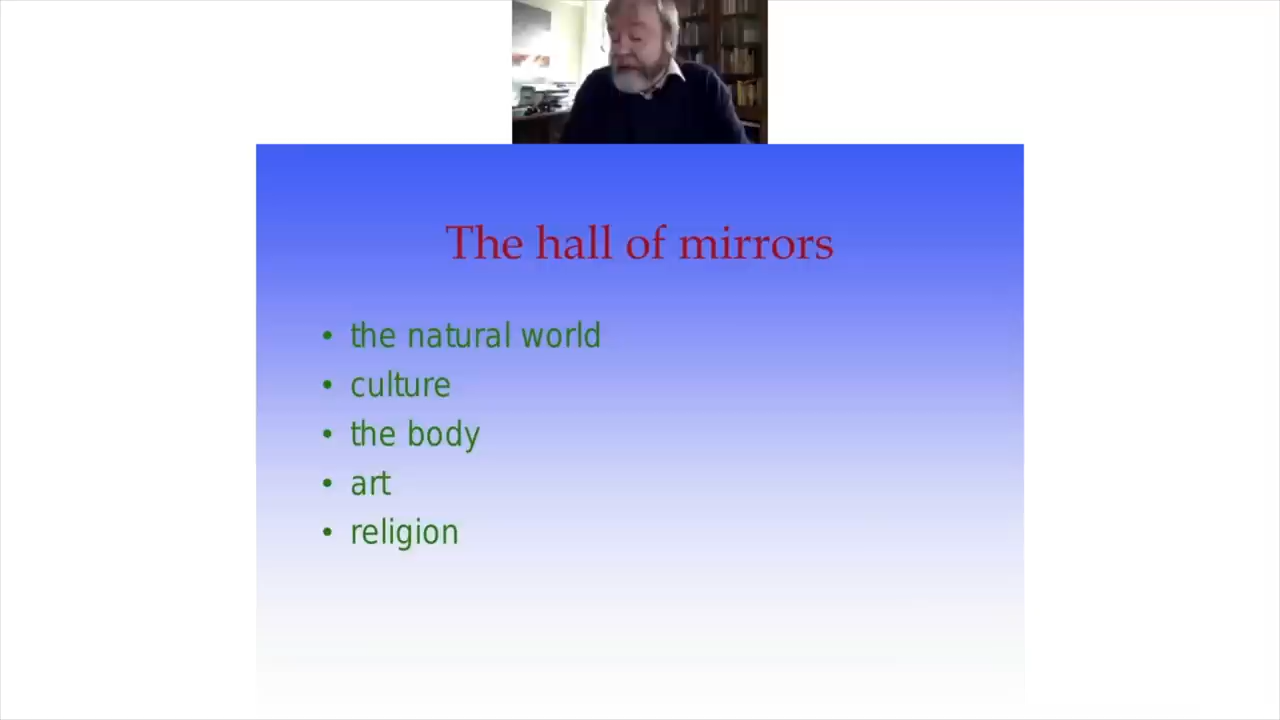 The hall of mirrors
• the natural world
• culture
• the body
• art
• religion